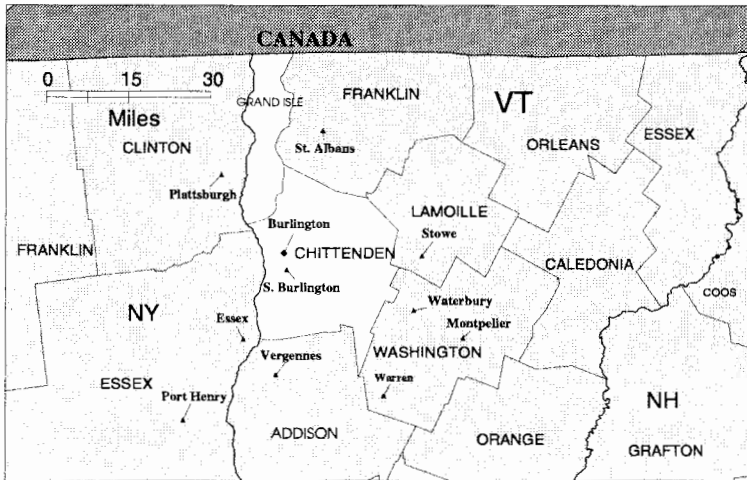 CANADA
0 15 30
Miles
GRAND ISLE
FRANKLIN
VT
ESSEX
CLINTON
St. Albans
ORLEANS
Plattsburgh
LAMOILLE
Burlington
Stowe
FRANKLIN
CHITTENDEN
CALEDONIA
S. Burlington
COOS
NY
Essex
Waterbury
Montpelier
Vergennes
WASHINGTON
ESSEX
Port Henry
Warren
NH
ADDISON
ORANGE
GRAFTON